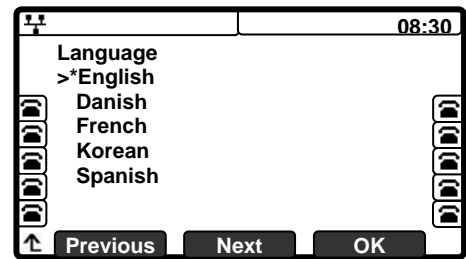 08:30
Language
>*English
Danish
French
Korean
Spanish
Previous Next OK